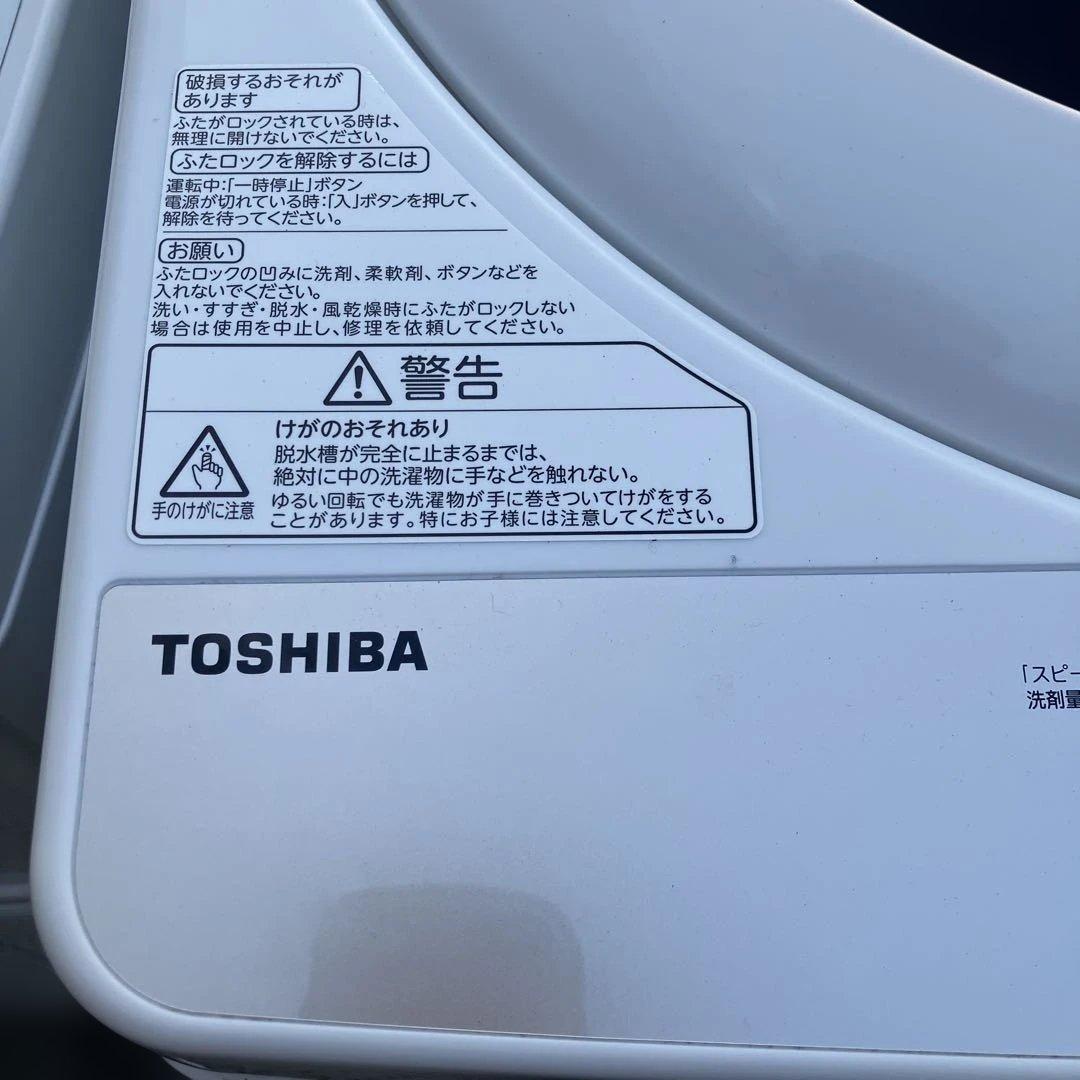 破損するおそれが
あります
ふたがロックされている時は、
無理に開けないでください。
ふたロックを解除するには
運転中:「一時停止」ボタン
電源が切れている時:「入」ボタンを押して、
解除を待ってください。
お願い
ふたロックの凹みに洗剤、柔軟剤、ボタンなどを
入れないでください。
洗い・すすぎ・脱水・風乾燥時にふたがロックしない
場合は使用を中止し、修理を依頼してください。
警告
けがのおそれあり
脱水槽が完全に止まるまでは、
絶対に中の洗濯物に手などを触れない。
ゆるい回転でも洗濯物が手に巻きついてけがをする
ことがあります。特にお子様には注意してください。
手のけがに注意
TOSHIBA
「スピー
洗剤量